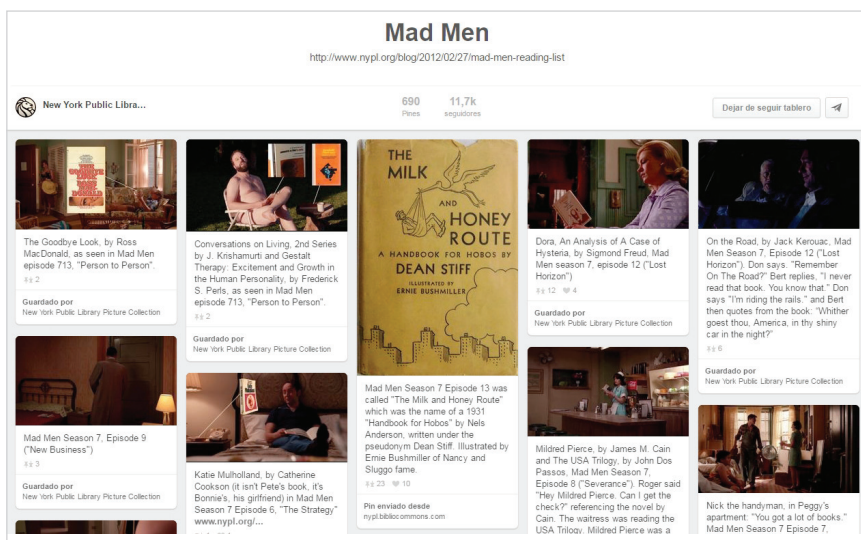 Mad Men
http://www.nypl.org/blog/2012/02/27/mad-men-reading-list
New York Public Libra...
690
Pines
11,7k
seguidores
Dejar de seguir tablero
THE
GOODBYE
LOOK
ROSS
The Goodbye Look, by Ross
MacDonald, as seen in Mad Men
episode 713, "Person to Person".
2
Guardado por
New York Public Library Picture Collection
Mad Men Season 7, Episode 9
("New Business")
3
Guardado por
New York Public Library Picture Collection
Conversations on Living, 2nd Series
by J. Krishamurti and Gestalt
Therapy: Excitement and Growth in
the Human Personality, by Frederick
S. Perls, as seen in Mad Men
episode 713, "Person to Person".
2
Guardado por
New York Public Library Picture Collection
Katie Mulholland, by Catherine
Cookson (it isn't Pete's book, it's
Bonnie's, his girlfriend) in Mad Men
Season 7 Episode 6, "The Strategy"
www.nypl.org/...
THE
MILK
AND
HONEY
ROUTE
A HANDBOOK FOR HOBOS BY
DEAN STIFF
ILLUSTRATED BY
ERNIE BUSHMILLER
Mad Men Season 7 Episode 13 was
called "The Milk and Honey Route"
which was the name of a 1931
"Handbook for Hobos" by Nels
Anderson, written under the
pseudonym Dean Stiff. Illustrated by
Ernie Bushmiller of Nancy and
Sluggo fame.
23 10
Pin enviado desde
nypl.bibliocommons.com
Dora, An Analysis of A Case of
Hysteria, by Sigmond Freud, Mad
Men season 7, episode 12 ("Lost
Horizon")
12 4
Guardado por
New York Public Library Picture Collection
Mildred Pierce, by James M. Cain
and The USA Trilogy, by John Dos
Passos, Mad Men Season 7,
Episode 8 ("Severance"). Roger said
"Hey Mildred Pierce. Can I get the
check?" referencing the novel by
Cain. The waitress was reading the
USA Trilogy. Mildred Pierce was a
On the Road, by Jack Kerouac, Mad
Men Season 7, Episode 12 ("Lost
Horizon"). Don says. "Remember
On The Road?" Bert replies, "I never
read that book. You know that." Don
says "I'm riding the rails." and Bert
then quotes from the book: "Whither
goest thou, America, in thy shiny
car in the night?"
6
Guardado por
New York Public Library Picture Collection
Nick the handyman, in Peggy's
apartment: "You got a lot of books."
Mad Men Season 7 Episode 7,